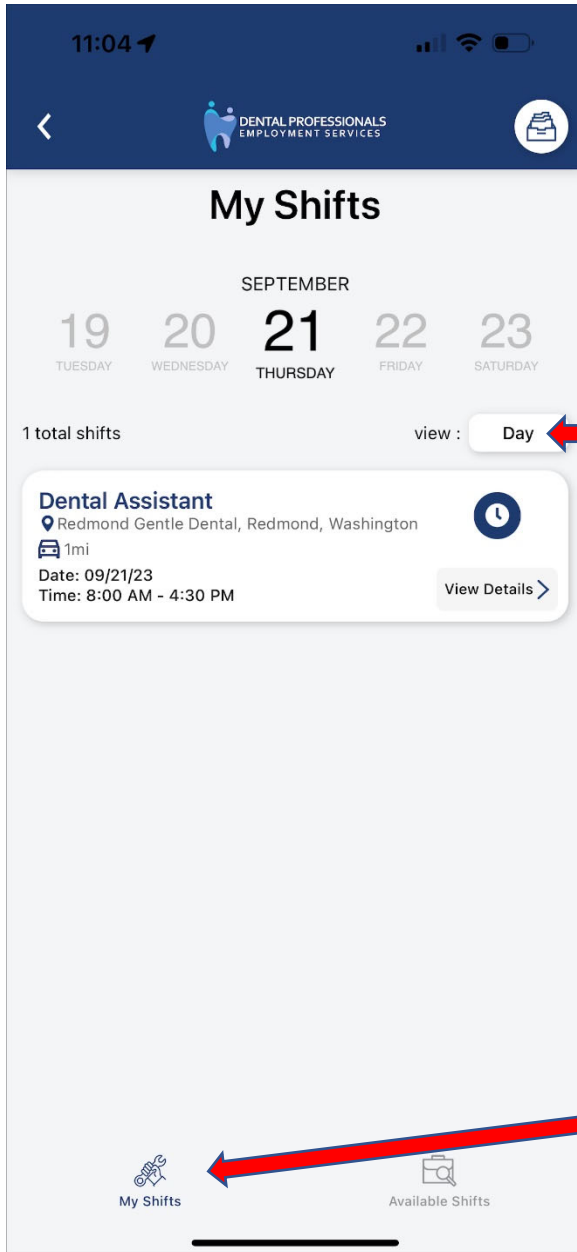 11:04
DENTAL PROFESSIONALS
EMPLOYMENT SERVICES
My Shifts
SEPTEMBER
19 20 21 22 23
TUESDAY WEDNESDAY THURSDAY FRIDAY SATURDAY
1 total shifts view : Day
Dental Assistant
Redmond Gentle Dental, Redmond, Washington
1mi
Date: 09/21/23
Time: 8:00 AM - 4:30 PM
View Details
My Shifts Available Shifts